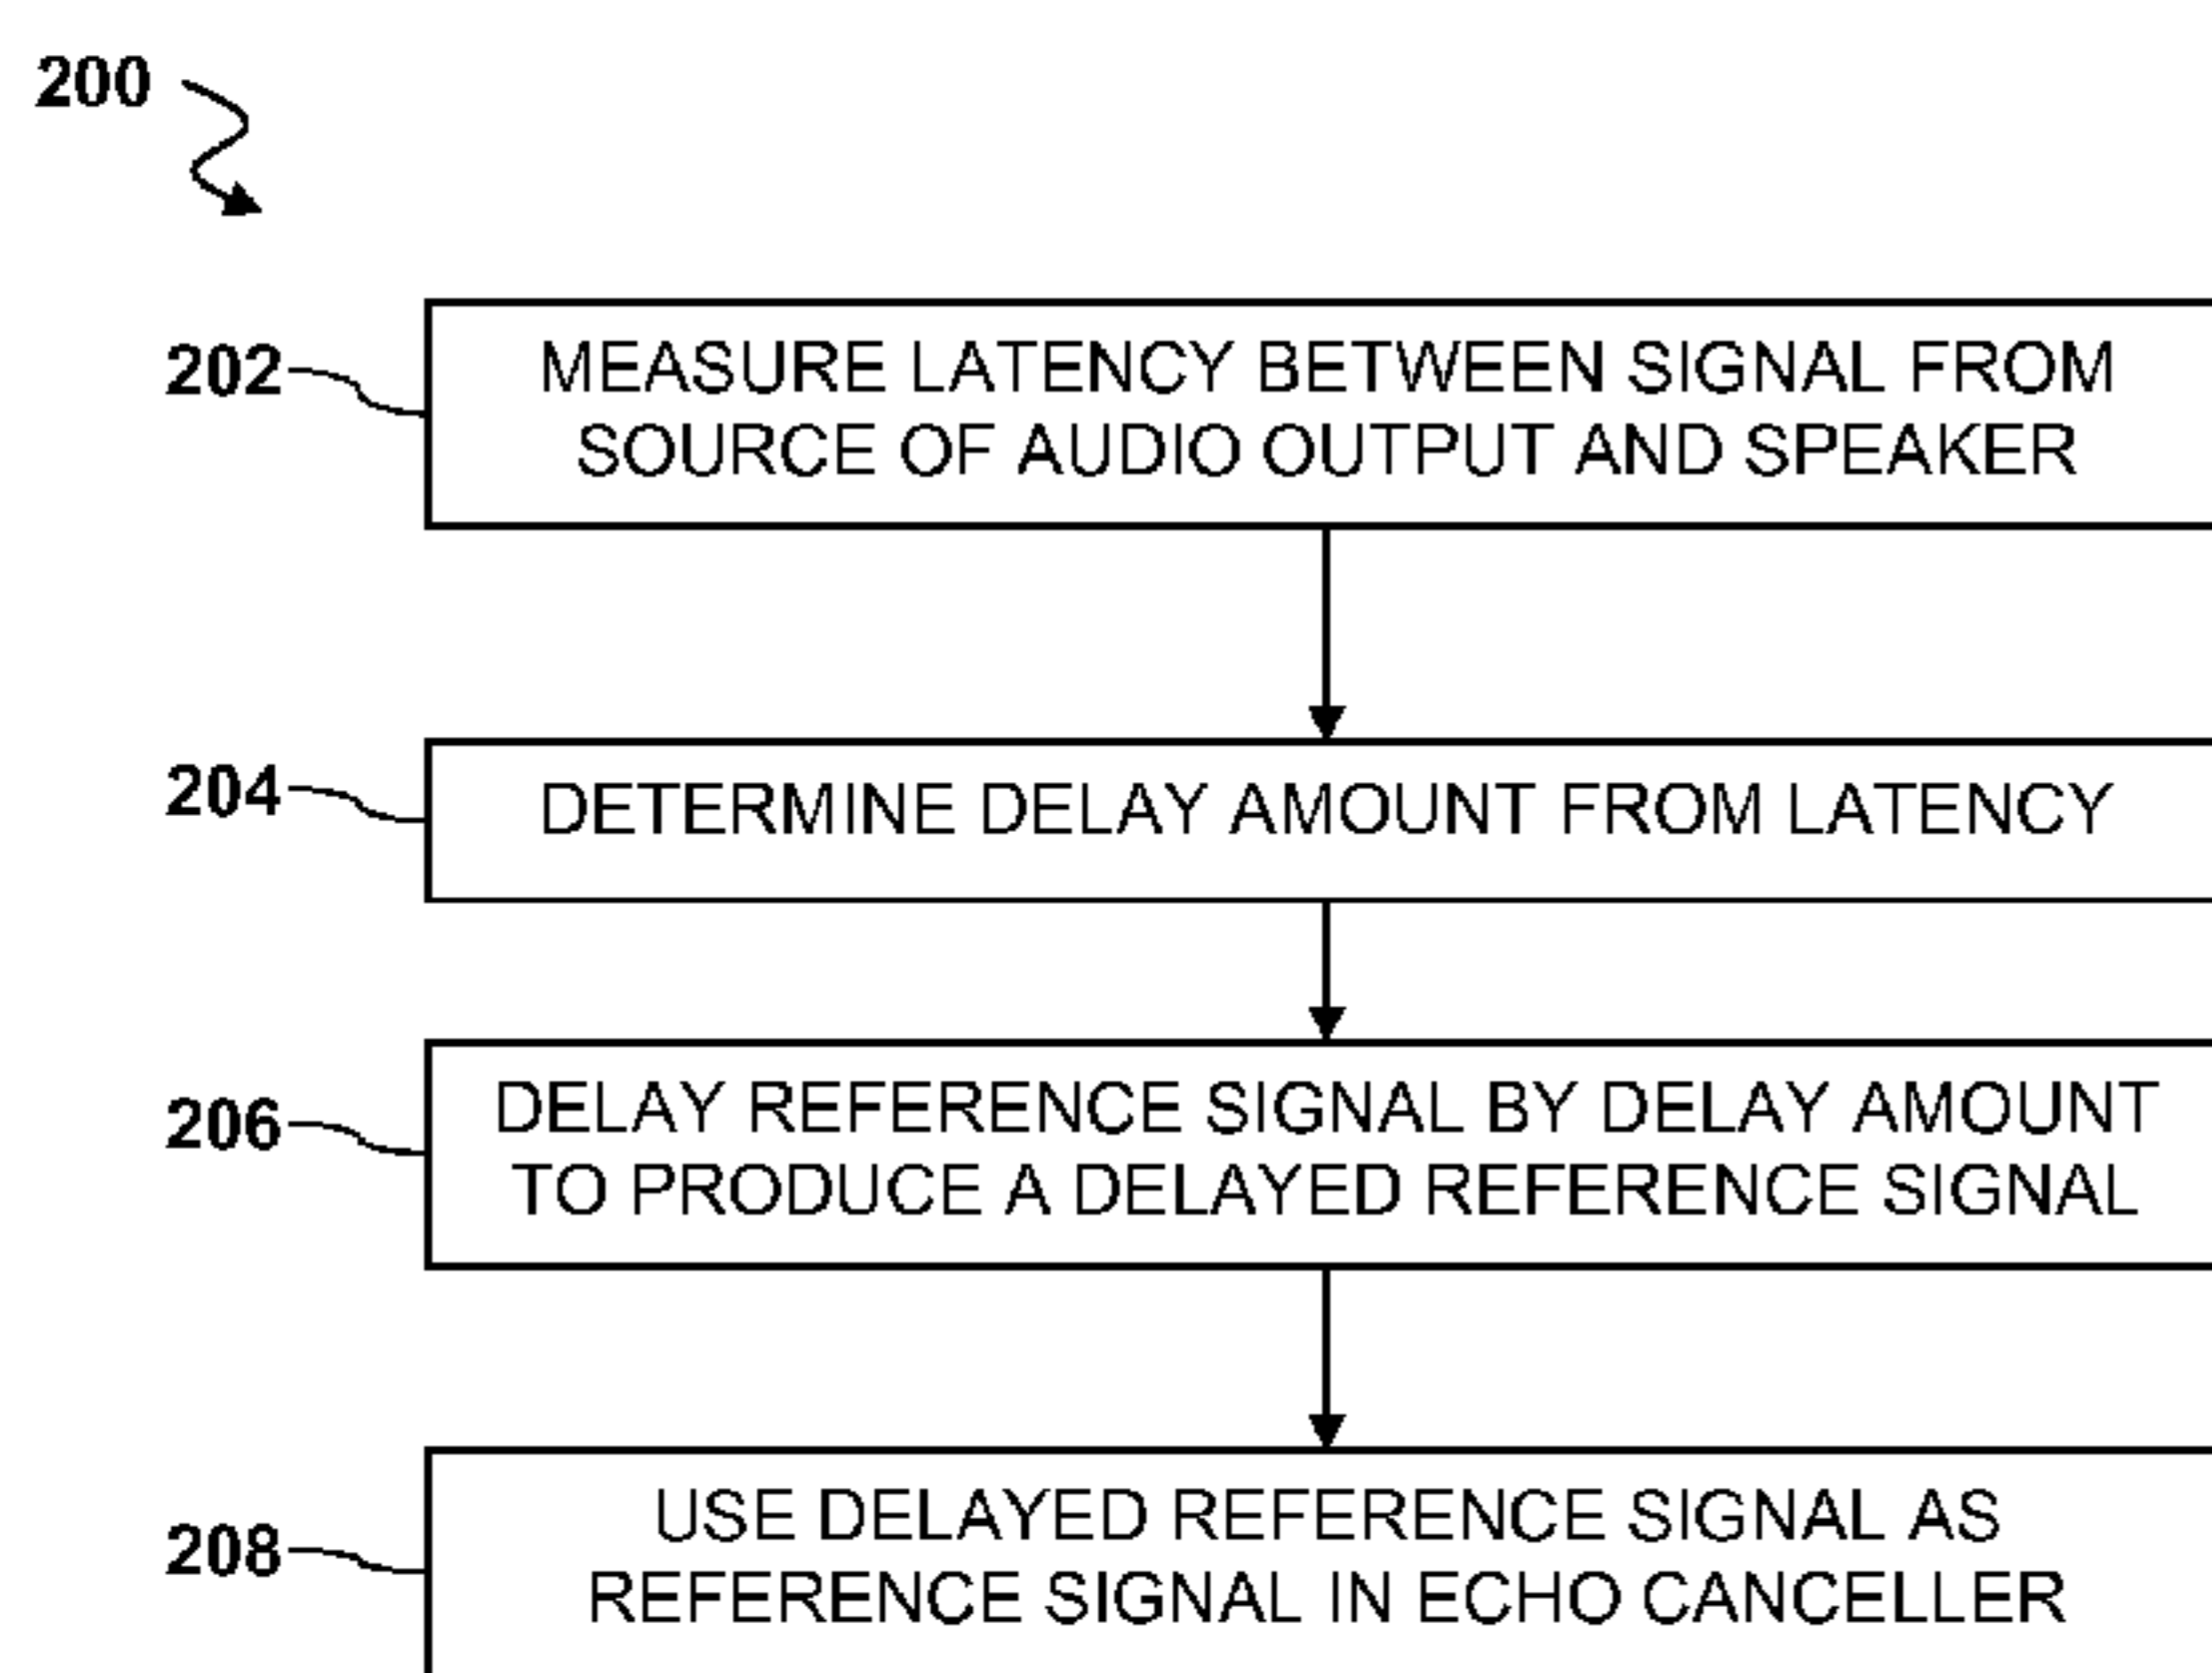 200
202
MEASURE LATENCY BETWEEN SIGNAL FROM
SOURCE OF AUDIO OUTPUT AND SPEAKER
204
DETERMINE DELAY AMOUNT FROM LATENCY
206
DELAY REFERENCE SIGNAL BY DELAY AMOUNT
TO PRODUCE A DELAYED REFERENCE SIGNAL
208
USE DELAYED REFERENCE SIGNAL AS
REFERENCE SIGNAL IN ECHO CANCELLER